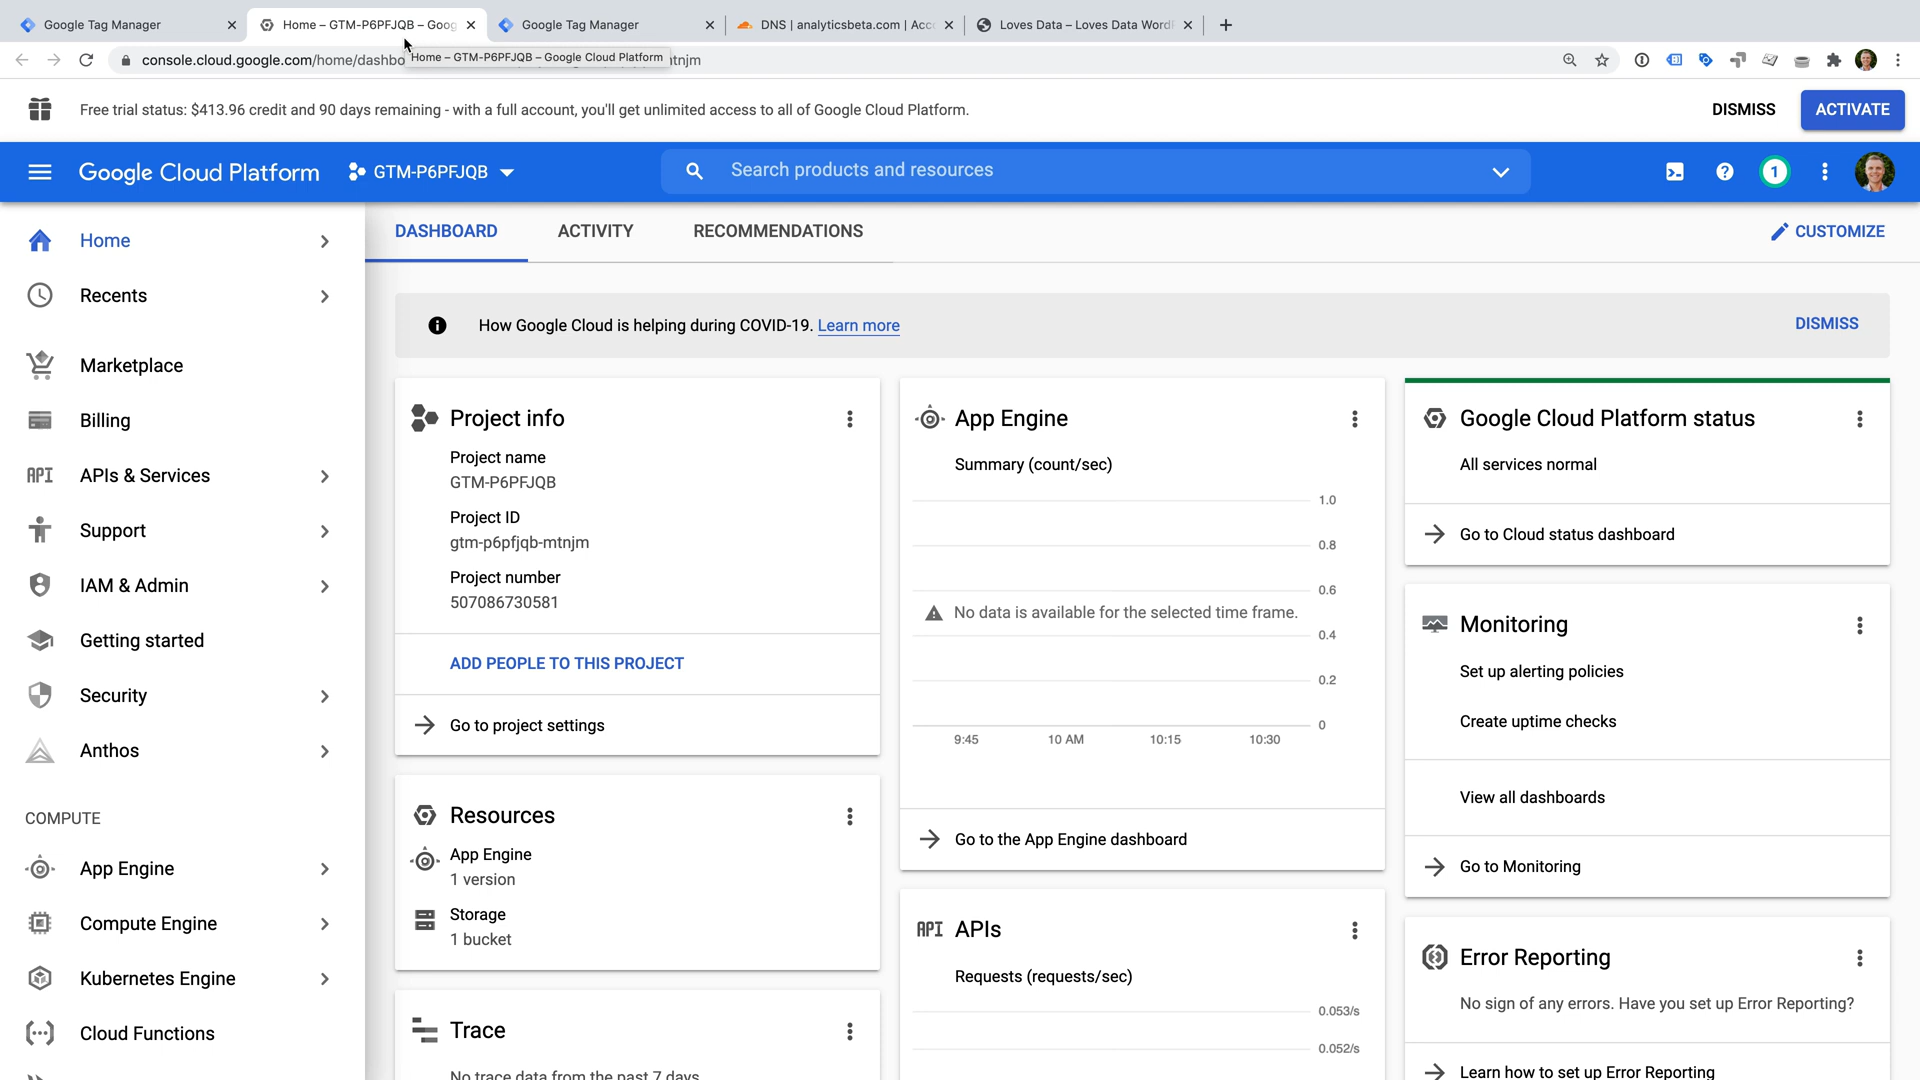 Google Tag Manager
Home – GTM-P6PFJQB – Goog
Google Tag Manager
DNS | analyticsbeta.com | Acc
Loves Data – Loves Data Word
console.cloud.google.com/home/dashbo
tnjm
Home – GTM-P6PFJQB – Google Cloud Platform
Free trial status: $413.96 credit and 90 days remaining - with a full account, you'll get unlimited access to all of Google Cloud Platform.
DISMISS
ACTIVATE
Google Cloud Platform
GTM-P6PFJQB
Search products and resources
1
Home
Recents
Marketplace
Billing
API
APIs & Services
Support
IAM & Admin
Getting started
Security
Anthos
COMPUTE
App Engine
Compute Engine
Kubernetes Engine
Cloud Functions
DASHBOARD
ACTIVITY
RECOMMENDATIONS
CUSTOMIZE
How Google Cloud is helping during COVID-19. Learn more
DISMISS
Project info
Project name
GTM-P6PFJQB
Project ID
gtm-p6pfjqb-mtnjm
Project number
507086730581
ADD PEOPLE TO THIS PROJECT
Go to project settings
Resources
App Engine
1 version
Storage
1 bucket
Trace
No trace data from the past 7 days
App Engine
Summary (count/sec)
1.0
0.8
0.6
No data is available for the selected time frame.
0.4
0.2
0
9:45
10 AM
10:15
10:30
Go to the App Engine dashboard
API
APIs
Requests (requests/sec)
0.053/s
0.052/s
Google Cloud Platform status
All services normal
Go to Cloud status dashboard
Monitoring
Set up alerting policies
Create uptime checks
View all dashboards
Go to Monitoring
Error Reporting
No sign of any errors. Have you set up Error Reporting?
Learn how to set up Error Reporting